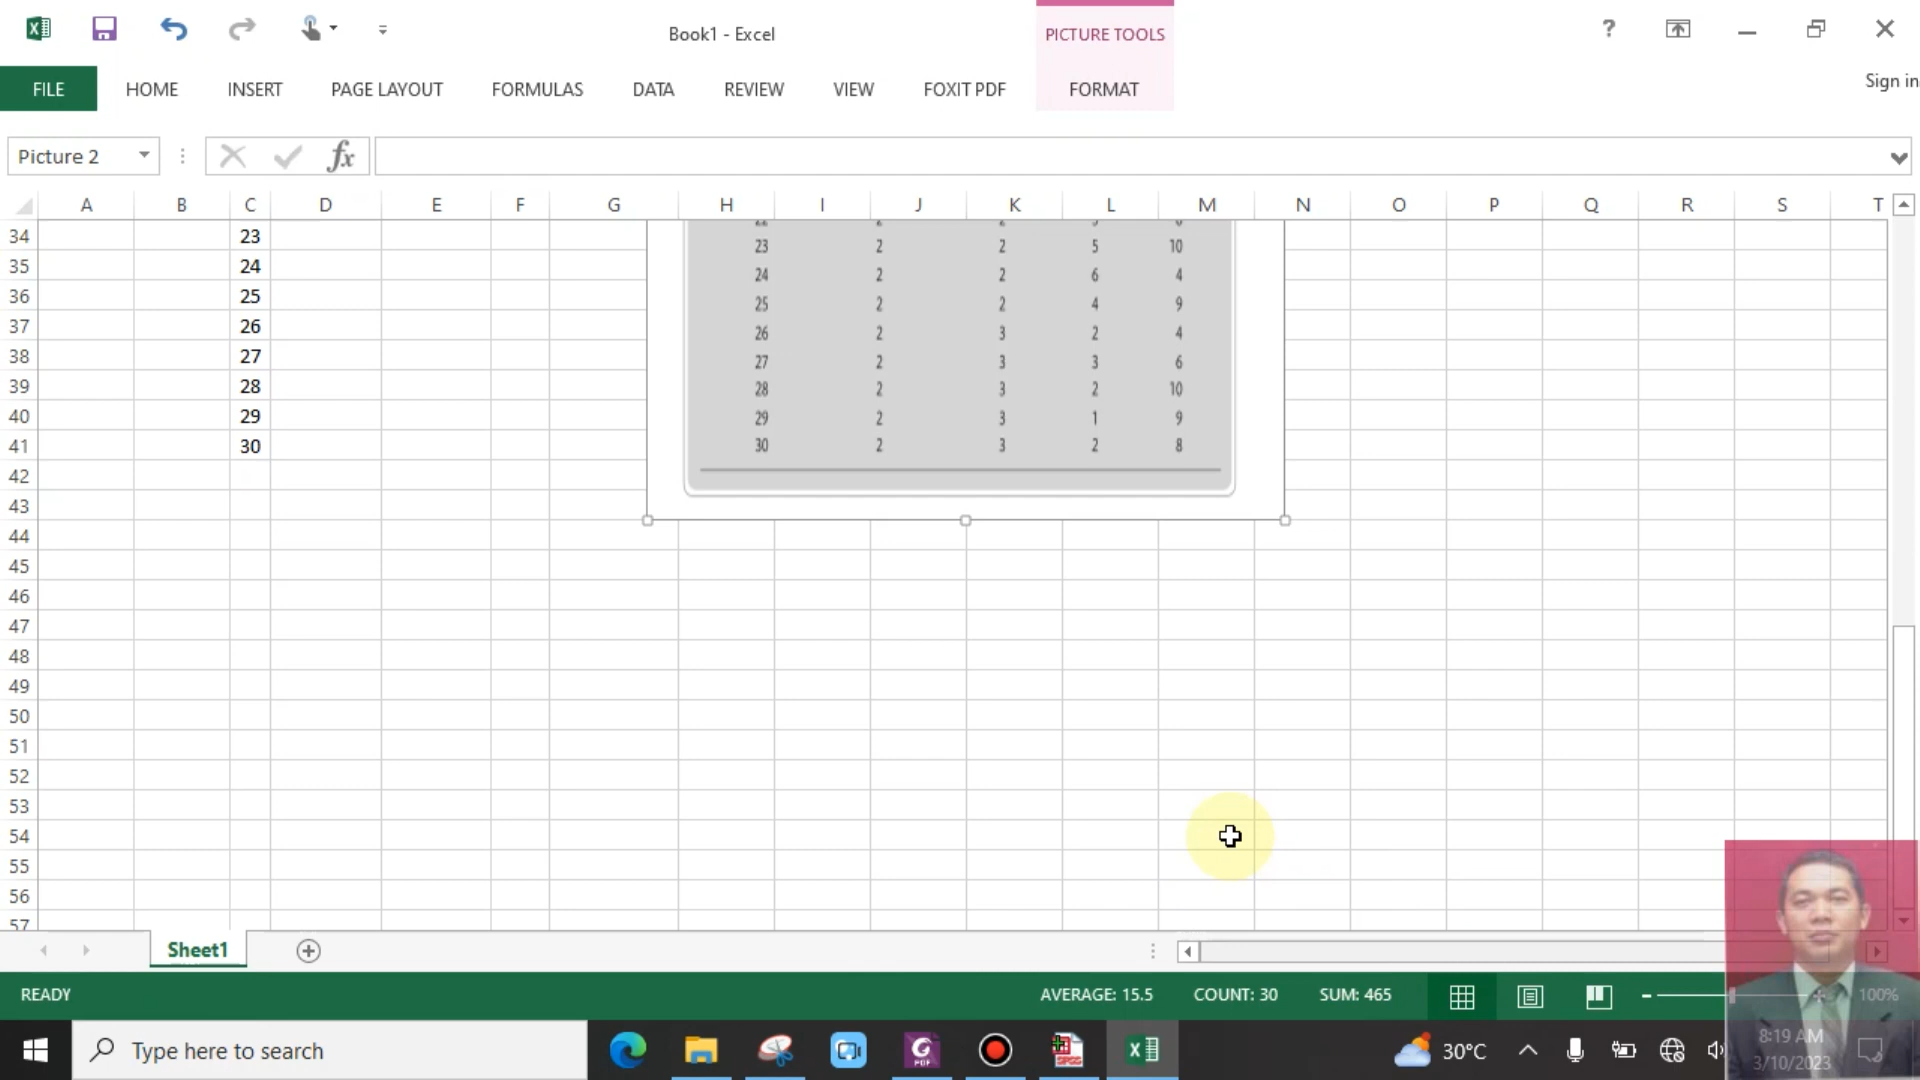 Book1 - Excel
PICTURE TOOLS
?
FILE HOME INSERT PAGE LAYOUT FORMULAS DATA REVIEW VIEW FOXIT PDF FORMAT Sign in
Picture 2 fx
A B C D E F G H I J K L M N O P Q R S T
34 23
23 2 2 5 10
35 24
24 2 2 6 4
36 25
25 2 2 4 9
37 26
26 2 3 2 4
38 27
27 2 3 3 6
39 28
28 2 3 2 10
40 29
29 2 3 1 9
41 30
30 2 3 2 8
42
43
44
45
46
47
48
49
50
51
52
53
54
55
56
57
Sheet1
READY AVERAGE: 15.5 COUNT: 30 SUM: 465 100%
Type here to search
30°C
8:19 AM
3/10/2023